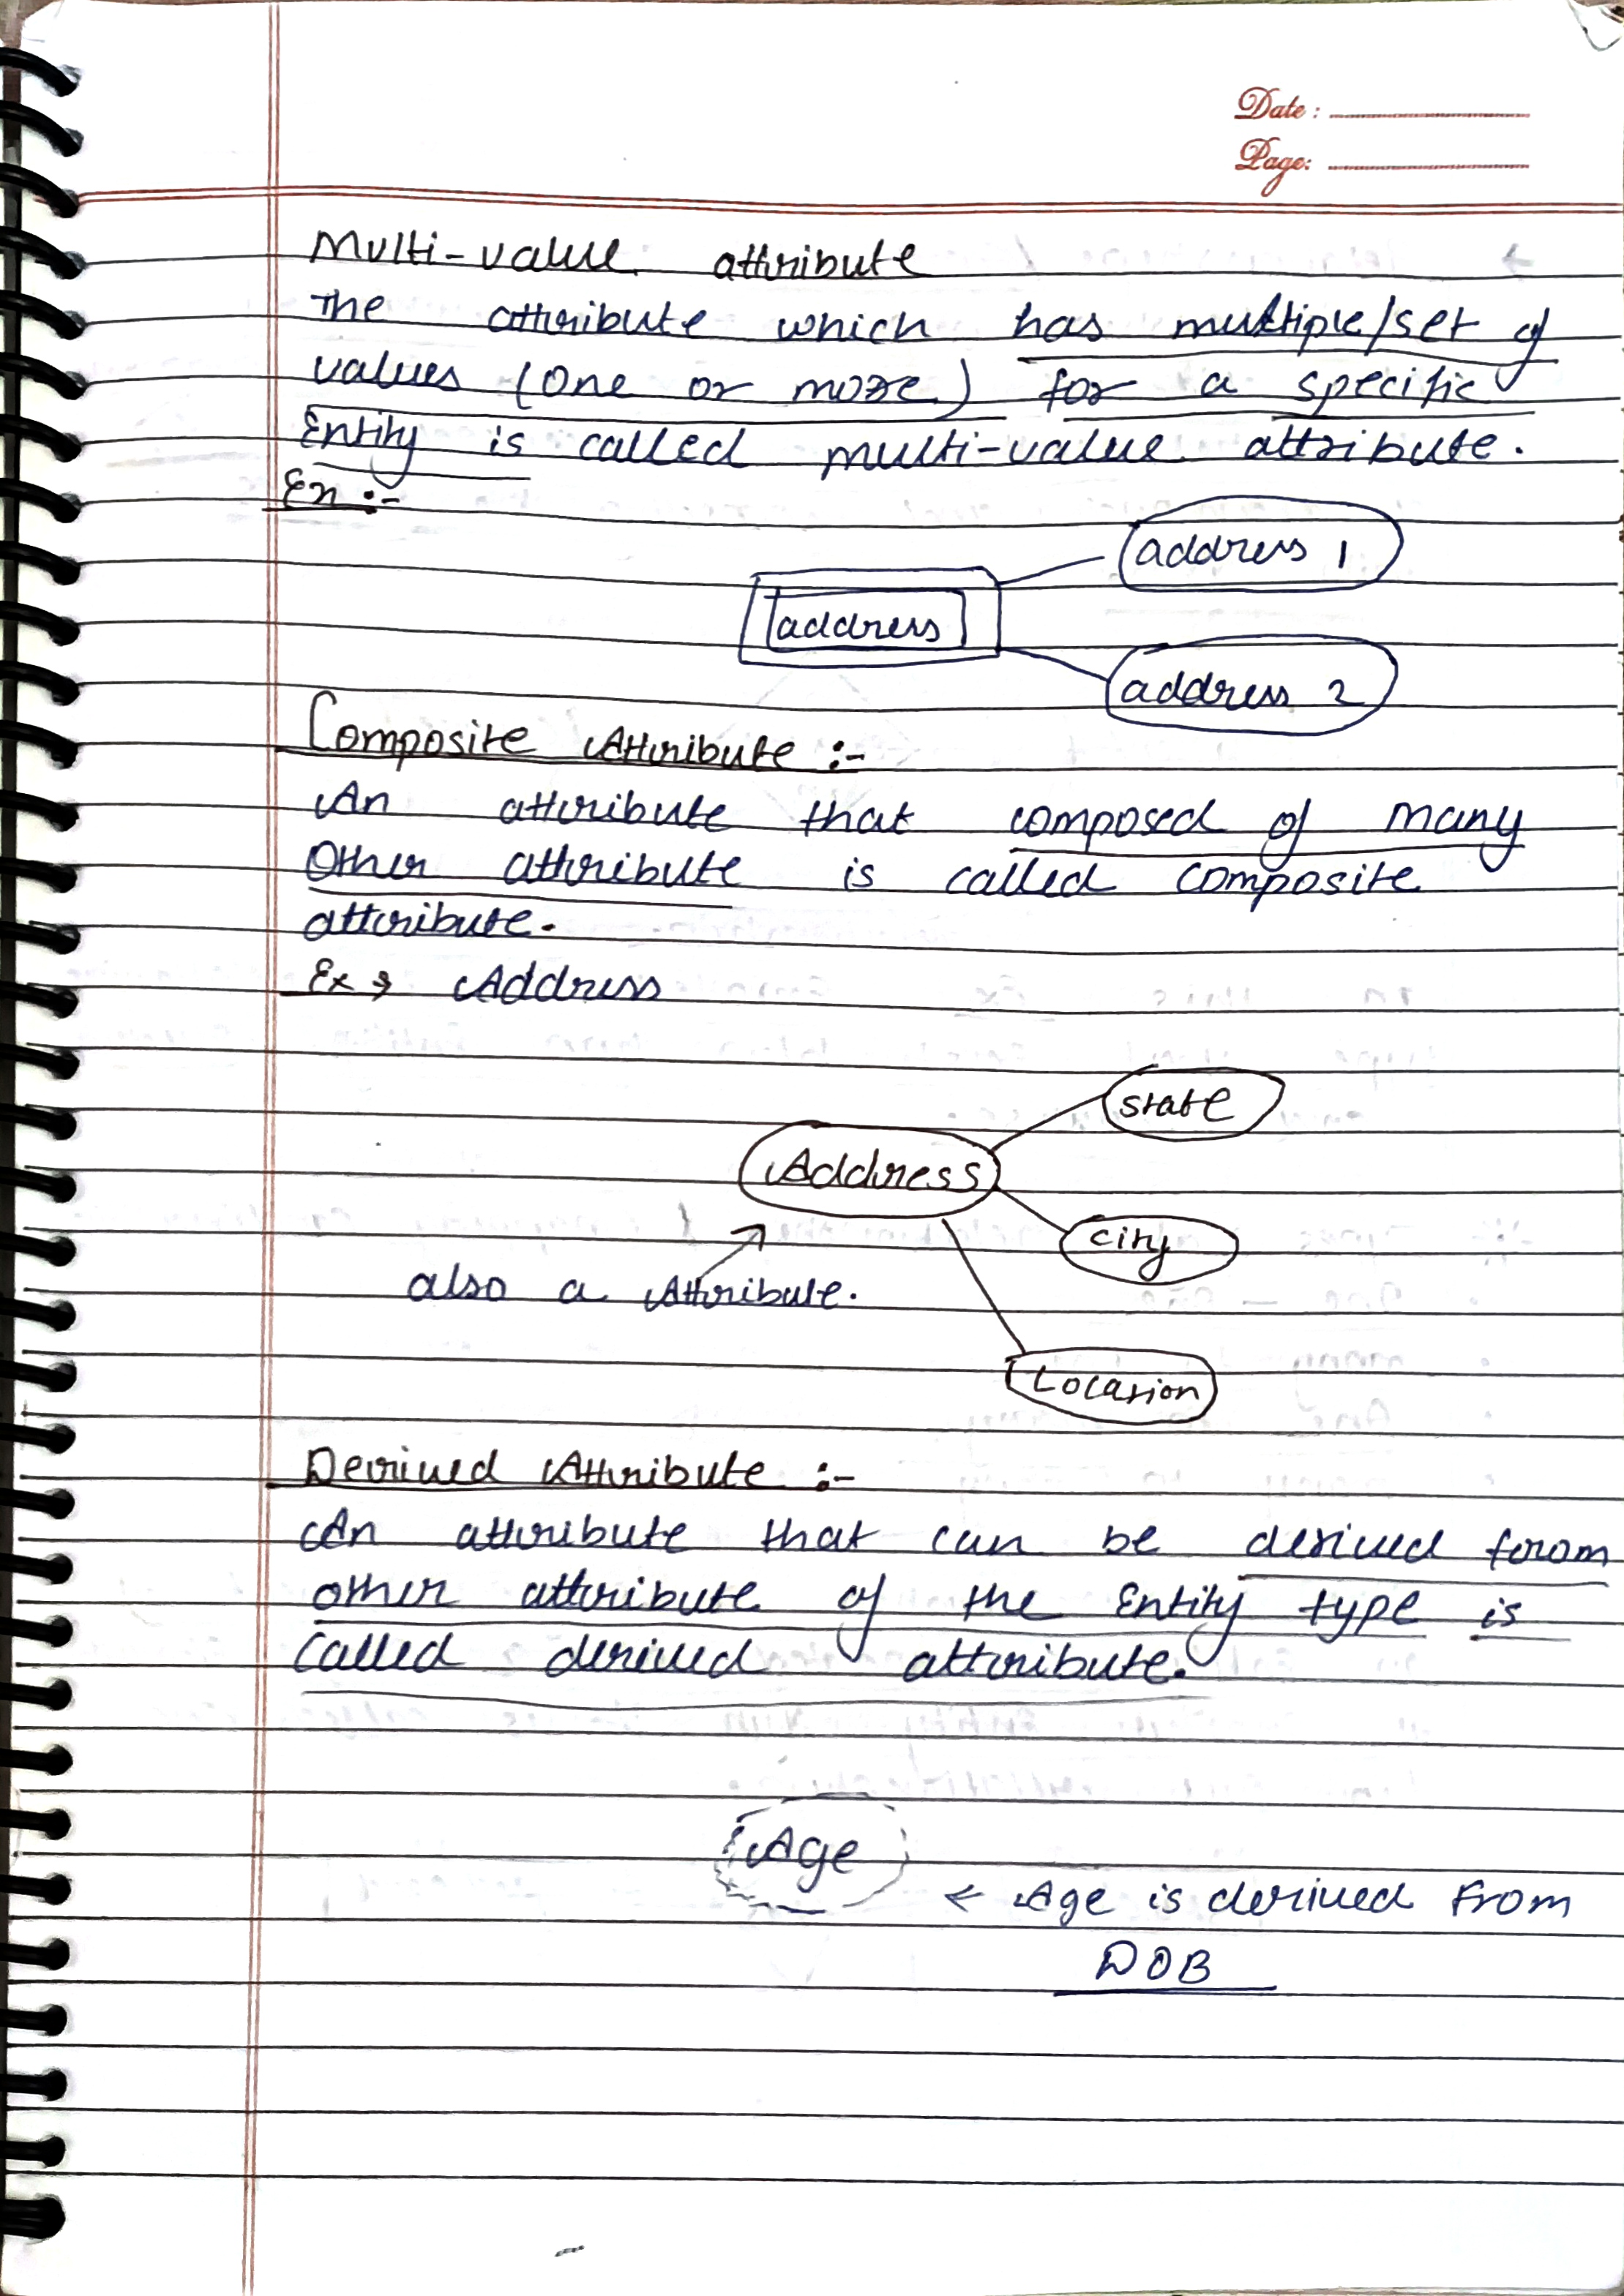 Date :
Page:
Multi-value attribute
The attribute which has multiple/set of
values (one or more) for a specific
Entity is called multi-value attribute.
Ex :-
address 1
address
address 2
Composite Attribute :-
An attribute that composed of many
other attribute is called composite
attribute.
Ex → Address
state
Address
city
also a Attribute.
Location
Derived Attribute :-
An attribute that can be derived from
other attribute of the Entity type is
called derived attribute.
Age
← Age is derived from
DOB